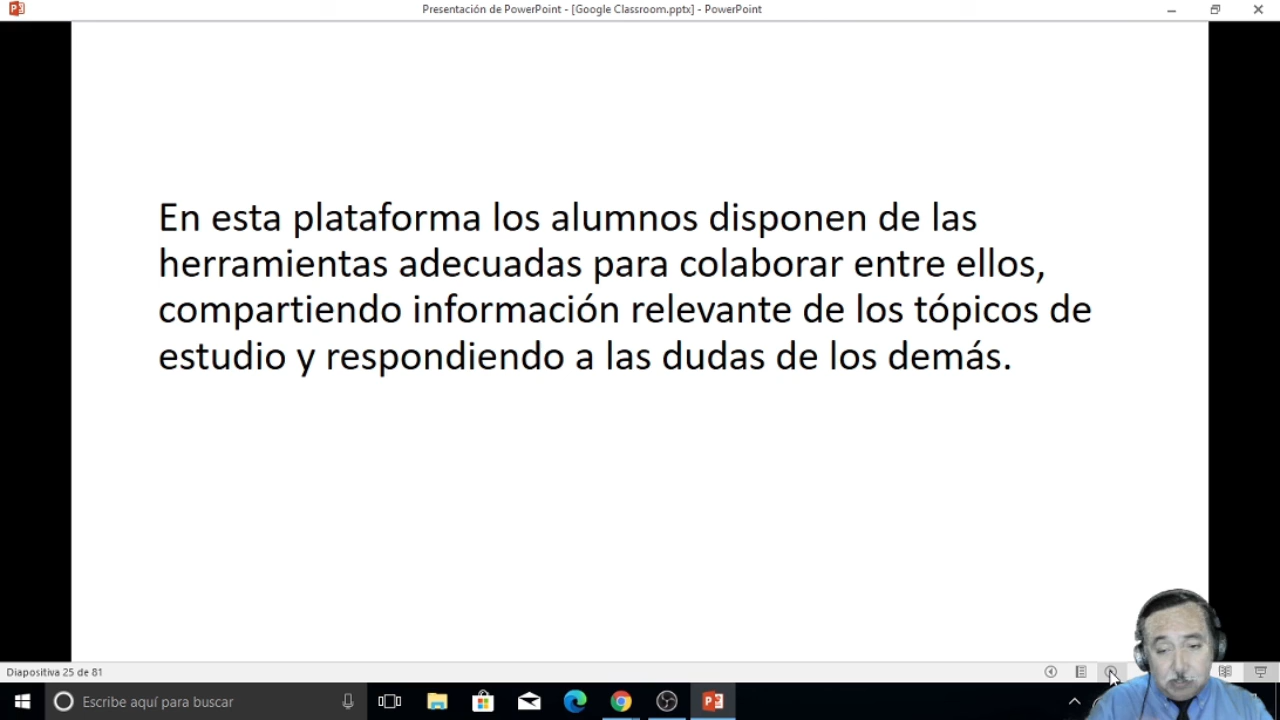 Presentación de PowerPoint - [Google Classroom.pptx] - PowerPoint
En esta plataforma los alumnos disponen de las
herramientas adecuadas para colaborar entre ellos,
compartiendo información relevante de los tópicos de
estudio y respondiendo a las dudas de los demás.
Diapositiva 25 de 81
Escribe aquí para buscar